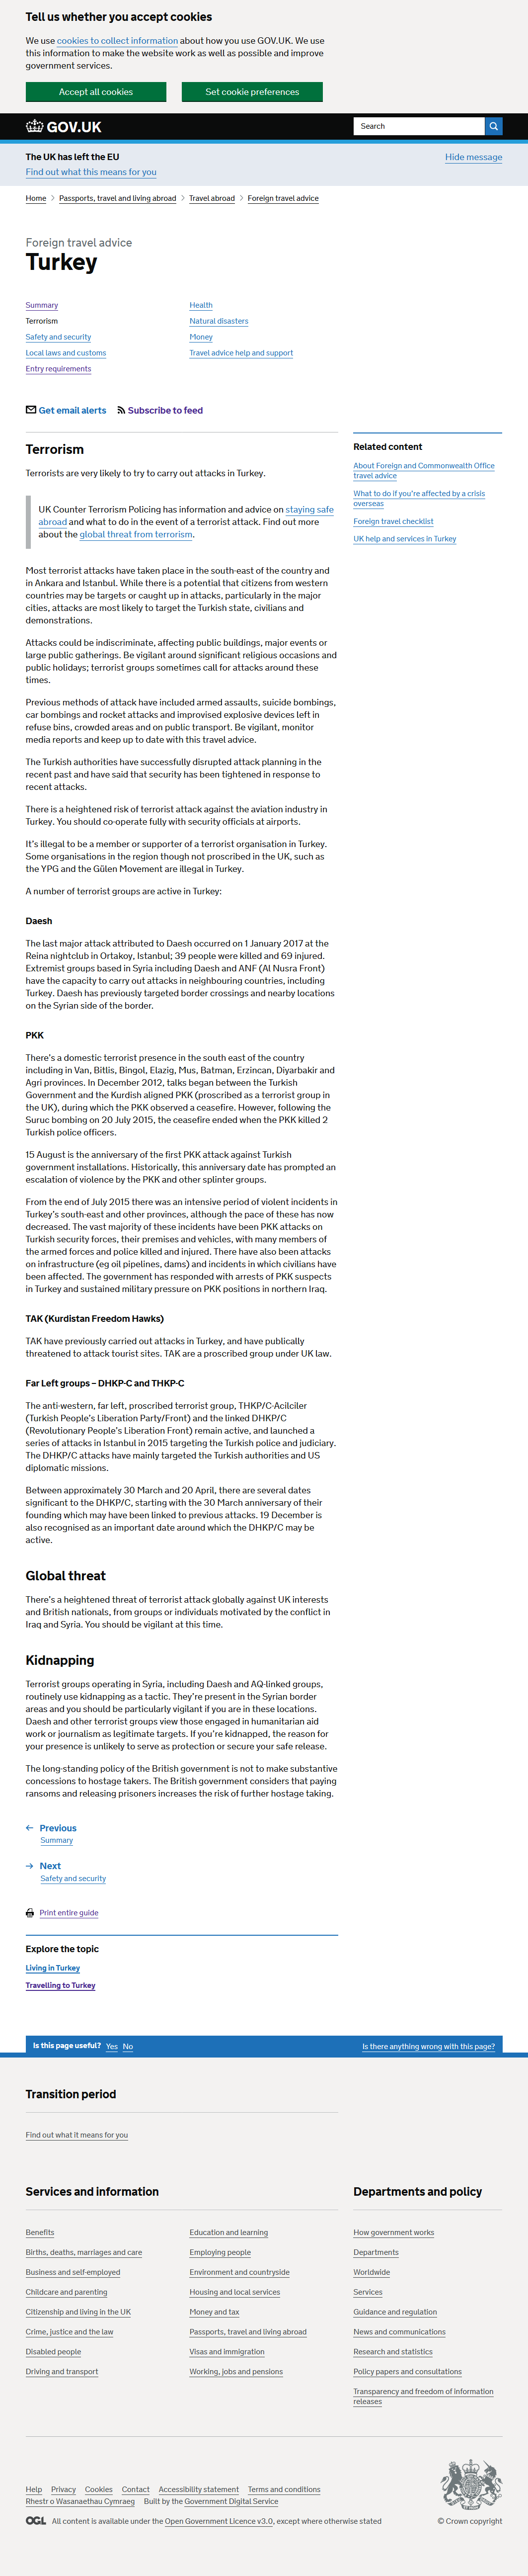 Tell us whether you accept cookies
We use cookies to collect information about how you use GOV.UK. We use
this information to make the website work as well as possible and improve
government services.
Accept all cookies
Set cookie preferences
GOV.UK
Search
The UK has left the EU
Hide message
Find out what this means for you
Home > Passports, travel and living abroad > Travel abroad > Foreign travel advice
Foreign travel advice
Turkey
Summary
Terrorism
Safety and security
Local laws and customs
Entry requirements
Health
Natural disasters
Money
Travel advice help and support
Get email alerts
Subscribe to feed
Terrorism
Terrorists are very likely to try to carry out attacks in Turkey.
UK Counter Terrorism Policing has information and advice on staying safe
abroad and what to do in the event of a terrorist attack. Find out more
about the global threat from terrorism.
Most terrorist attacks have taken place in the south-east of the country and
in Ankara and Istanbul. While there is a potential that citizens from western
countries may be targets or caught up in attacks, particularly in the major
cities, attacks are most likely to target the Turkish state, civilians and
demonstrations.
Attacks could be indiscriminate, affecting public buildings, major events or
large public gatherings. Be vigilant around significant religious occasions and
public holidays; terrorist groups sometimes call for attacks around these
times.
Previous methods of attack have included armed assaults, suicide bombings,
car bombings and rocket attacks and improvised explosive devices left in
refuse bins, crowded areas and on public transport. Be vigilant, monitor
media reports and keep up to date with this travel advice.
The Turkish authorities have successfully disrupted attack planning in the
recent past and have said that security has been tightened in response to
recent attacks.
There is a heightened risk of terrorist attack against the aviation industry in
Turkey. You should co-operate fully with security officials at airports.
It's illegal to be a member or supporter of a terrorist organisation in Turkey.
Some organisations in the region though not proscribed in the UK, such as
the YPG and the Gülen Movement are illegal in Turkey.
A number of terrorist groups are active in Turkey:
Daesh
The last major attack attributed to Daesh occurred on 1 January 2017 at the
Reina nightclub in Ortakoy, Istanbul; 39 people were killed and 69 injured.
Extremist groups based in Syria including Daesh and ANF (Al Nusra Front)
have the capacity to carry out attacks in neighbouring countries, including
Turkey. Daesh has previously targeted border crossings and nearby locations
on the Syrian side of the border.
PKK
There's a domestic terrorist presence in the south east of the country
including in Van, Bitlis, Bingol, Elazig, Mus, Batman, Erzincan, Diyarbakir and
Agri provinces. In December 2012, talks began between the Turkish
Government and the Kurdish aligned PKK (proscribed as a terrorist group in
the UK), during which the PKK observed a ceasefire. However, following the
Suruc bombing on 20 July 2015, the ceasefire ended when the PKK killed 2
Turkish police officers.
15 August is the anniversary of the first PKK attack against Turkish
government installations. Historically, this anniversary date has prompted an
escalation of violence by the PKK and other splinter groups.
From the end of July 2015 there was an intensive period of violent incidents in
Turkey's south-east and other provinces, although the pace of these has now
decreased. The vast majority of these incidents have been PKK attacks on
Turkish security forces, their premises and vehicles, with many members of
the armed forces and police killed and injured. There have also been attacks
on infrastructure (eg oil pipelines, dams) and incidents in which civilians have
been affected. The government has responded with arrests of PKK suspects
in Turkey and sustained military pressure on PKK positions in northern Iraq.
TAK (Kurdistan Freedom Hawks)
TAK have previously carried out attacks in Turkey, and have publically
threatened to attack tourist sites. TAK are a proscribed group under UK law.
Far Left groups – DHKP-C and THKP-C
The anti-western, far left, proscribed terrorist group, THKP/C-Acilciler
(Turkish People's Liberation Party/Front) and the linked DHKP/C
(Revolutionary People's Liberation Front) remain active, and launched a
series of attacks in Istanbul in 2015 targeting the Turkish police and judiciary.
The DHKP/C attacks have mainly targeted the Turkish authorities and US
diplomatic missions.
Between approximately 30 March and 20 April, there are several dates
significant to the DHKP/C, starting with the 30 March anniversary of their
founding which may have been linked to previous attacks. 19 December is
also recognised as an important date around which the DHKP/C may be
active.
Global threat
There's a heightened threat of terrorist attack globally against UK interests
and British nationals, from groups or individuals motivated by the conflict in
Iraq and Syria. You should be vigilant at this time.
Kidnapping
Terrorist groups operating in Syria, including Daesh and AQ-linked groups,
routinely use kidnapping as a tactic. They're present in the Syrian border
areas and you should be particularly vigilant if you are in these locations.
Daesh and other terrorist groups view those engaged in humanitarian aid
work or journalism as legitimate targets. If you're kidnapped, the reason for
your presence is unlikely to serve as protection or secure your safe release.
The long-standing policy of the British government is not to make substantive
concessions to hostage takers. The British government considers that paying
ransoms and releasing prisoners increases the risk of further hostage taking.
Previous
Summary
Next
Safety and security
Print entire guide
Explore the topic
Living in Turkey
Travelling to Turkey
Related content
About Foreign and Commonwealth Office
travel advice
What to do if you're affected by a crisis
overseas
Foreign travel checklist
UK help and services in Turkey
Is this page useful? Yes No
Is there anything wrong with this page?
Transition period
Find out what it means for you
Services and information
Benefits
Births, deaths, marriages and care
Business and self-employed
Childcare and parenting
Citizenship and living in the UK
Crime, justice and the law
Disabled people
Driving and transport
Education and learning
Employing people
Environment and countryside
Housing and local services
Money and tax
Passports, travel and living abroad
Visas and immigration
Working, jobs and pensions
Departments and policy
How government works
Departments
Worldwide
Services
Guidance and regulation
News and communications
Research and statistics
Policy papers and consultations
Transparency and freedom of information
releases
Help Privacy Cookies Contact Accessibility statement Terms and conditions
Rhestr o Wasanaethau Cymraeg Built by the Government Digital Service
OGL All content is available under the Open Government Licence v3.0, except where otherwise stated
© Crown copyright